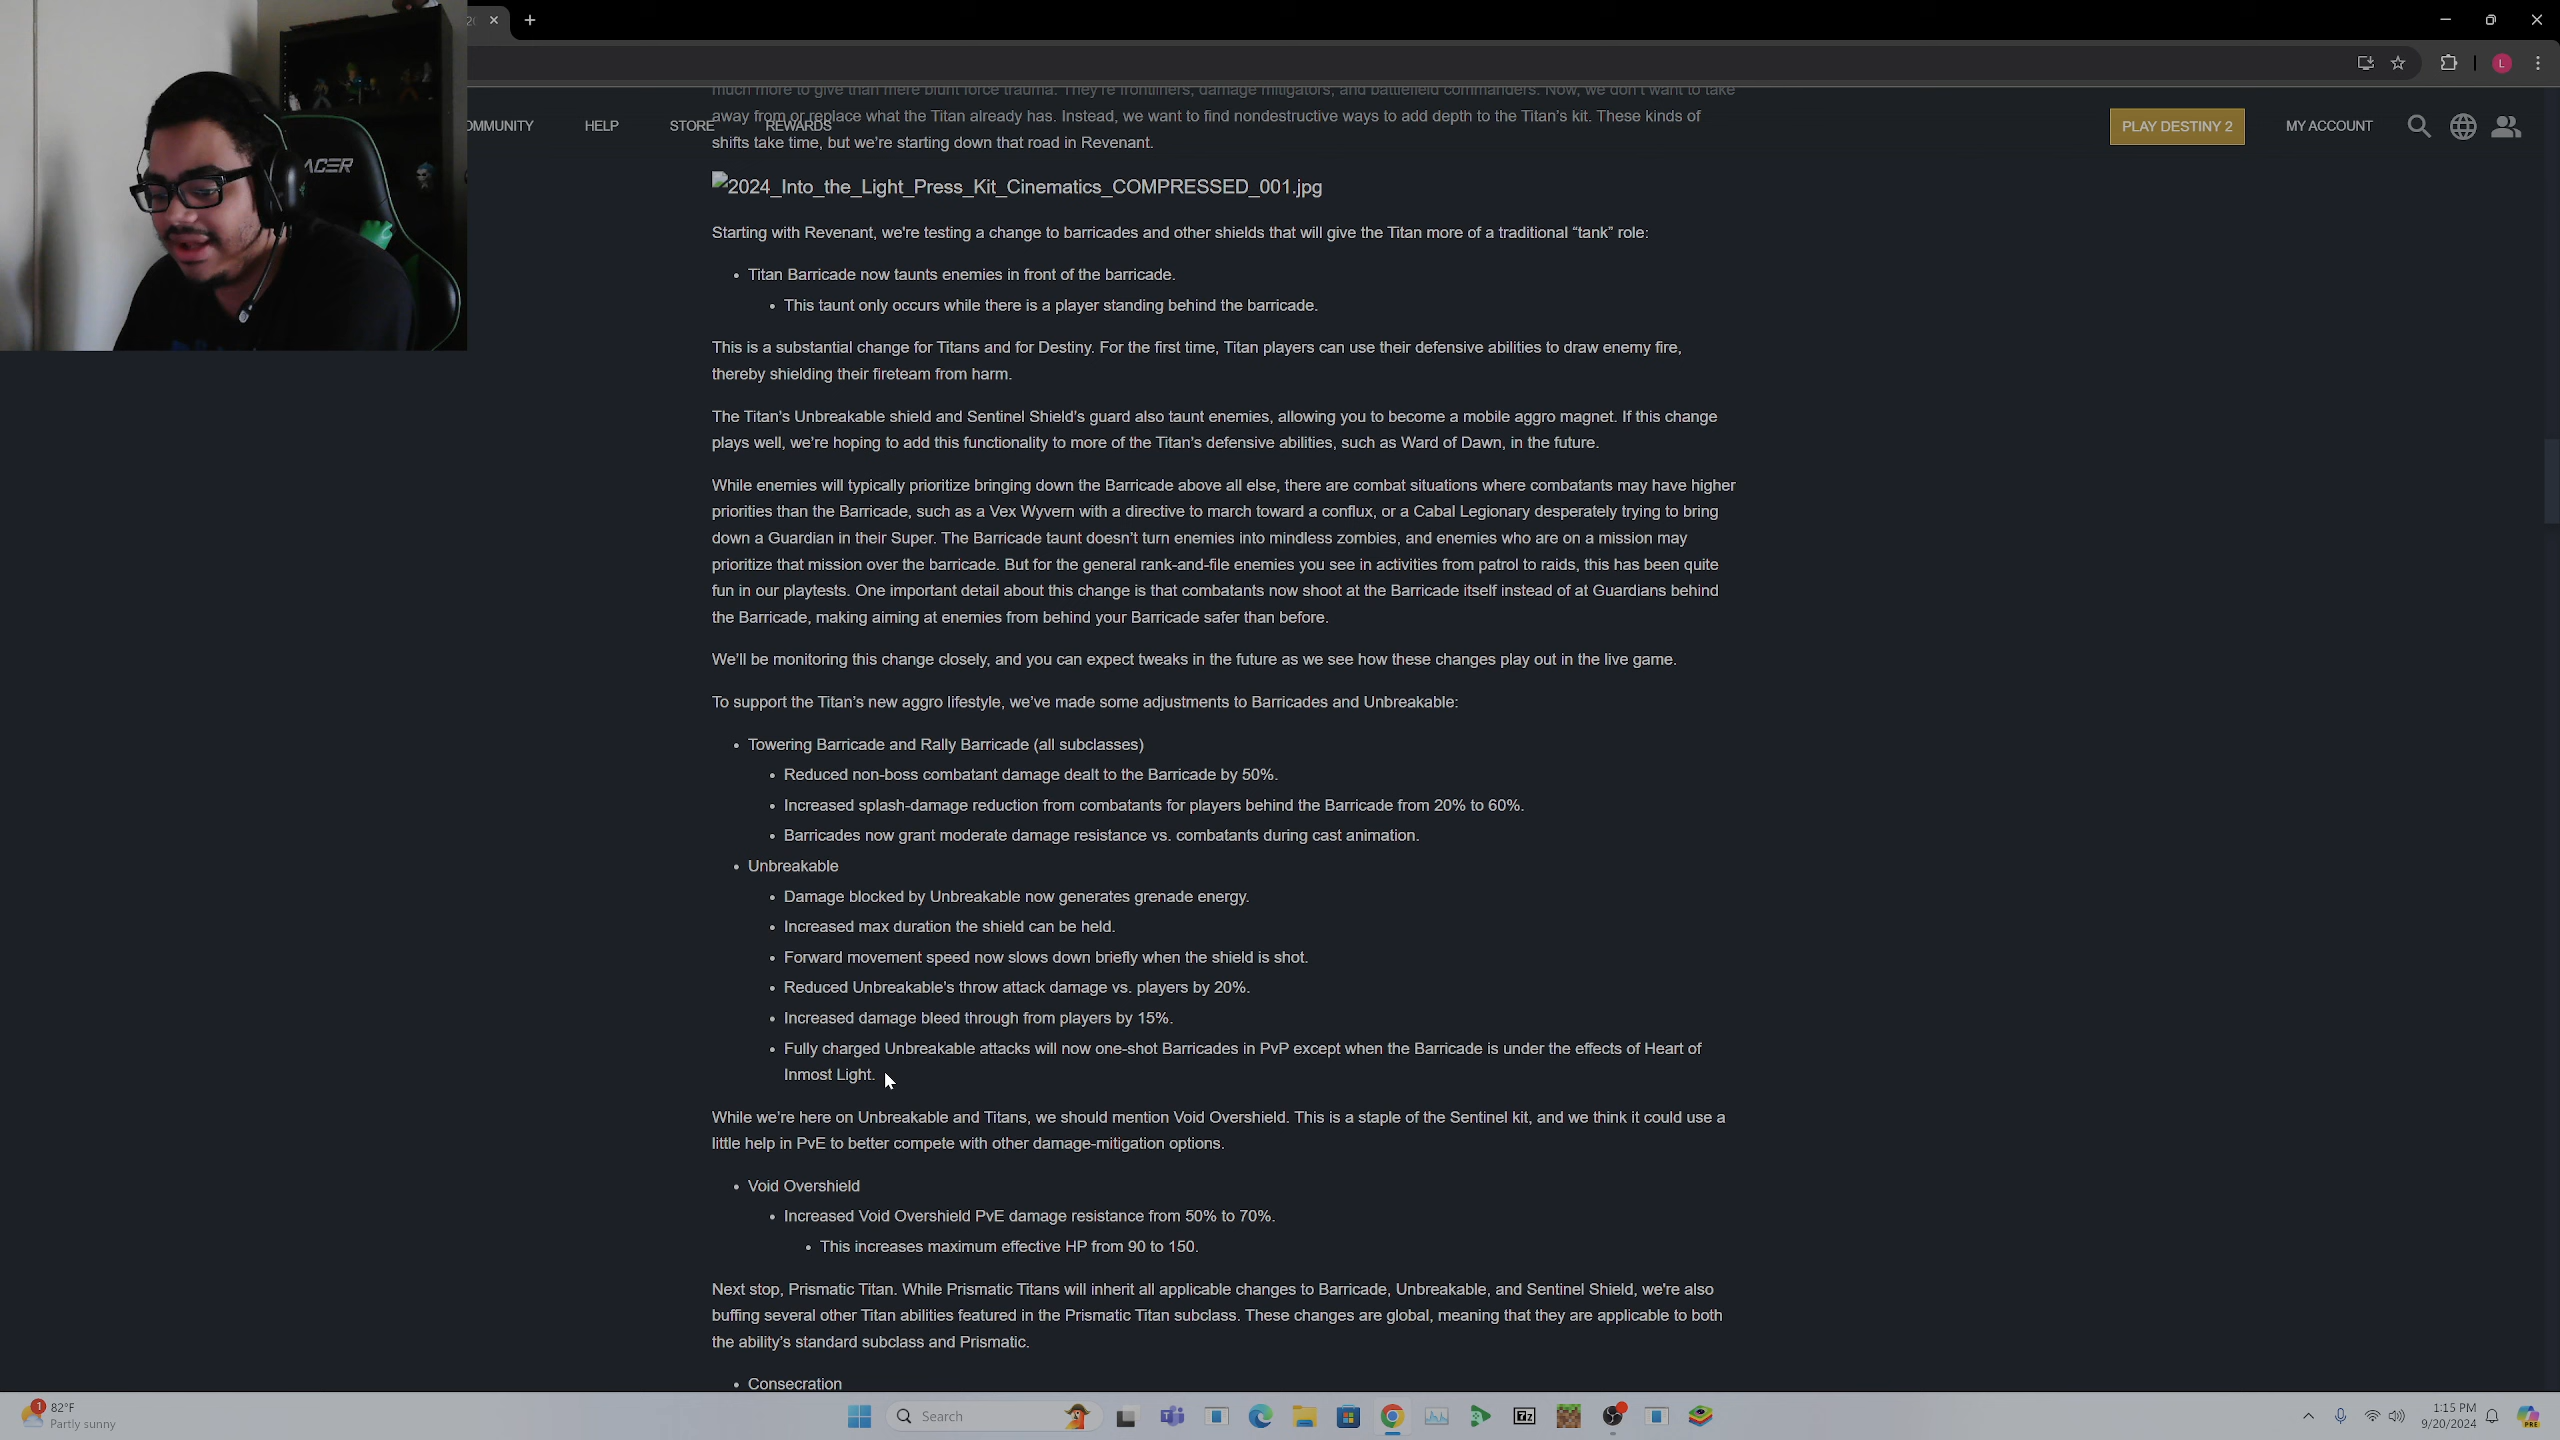 much more to give than mere blunt force trauma. They're frontliners, damage mitigators, and battlefield commanders. Now, we don't want to take
away from or replace what the Titan already has. Instead, we want to find nondestructive ways to add depth to the Titan's kit. These kinds of
OMMUNITY HELP STORE REWARDS
PLAY DESTINY 2 MY ACCOUNT
shifts take time, but we're starting down that road in Revenant.
L
ACER
2024_Into_the_Light_Press_Kit_Cinematics_COMPRESSED_001.jpg
Starting with Revenant, we're testing a change to barricades and other shields that will give the Titan more of a traditional “tank” role:
• Titan Barricade now taunts enemies in front of the barricade.
• This taunt only occurs while there is a player standing behind the barricade.
This is a substantial change for Titans and for Destiny. For the first time, Titan players can use their defensive abilities to draw enemy fire,
thereby shielding their fireteam from harm.
The Titan’s Unbreakable shield and Sentinel Shield’s guard also taunt enemies, allowing you to become a mobile aggro magnet. If this change
plays well, we’re hoping to add this functionality to more of the Titan’s defensive abilities, such as Ward of Dawn, in the future.
While enemies will typically prioritize bringing down the Barricade above all else, there are combat situations where combatants may have higher
priorities than the Barricade, such as a Vex Wyvern with a directive to march toward a conflux, or a Cabal Legionary desperately trying to bring
down a Guardian in their Super. The Barricade taunt doesn’t turn enemies into mindless zombies, and enemies who are on a mission may
prioritize that mission over the barricade. But for the general rank-and-file enemies you see in activities from patrol to raids, this has been quite
fun in our playtests. One important detail about this change is that combatants now shoot at the Barricade itself instead of at Guardians behind
the Barricade, making aiming at enemies from behind your Barricade safer than before.
We’ll be monitoring this change closely, and you can expect tweaks in the future as we see how these changes play out in the live game.
To support the Titan’s new aggro lifestyle, we’ve made some adjustments to Barricades and Unbreakable:
• Towering Barricade and Rally Barricade (all subclasses)
• Reduced non-boss combatant damage dealt to the Barricade by 50%.
• Increased splash-damage reduction from combatants for players behind the Barricade from 20% to 60%.
• Barricades now grant moderate damage resistance vs. combatants during cast animation.
• Unbreakable
• Damage blocked by Unbreakable now generates grenade energy.
• Increased max duration the shield can be held.
• Forward movement speed now slows down briefly when the shield is shot.
• Reduced Unbreakable's throw attack damage vs. players by 20%.
• Increased damage bleed through from players by 15%.
• Fully charged Unbreakable attacks will now one-shot Barricades in PvP except when the Barricade is under the effects of Heart of
Inmost Light.
While we’re here on Unbreakable and Titans, we should mention Void Overshield. This is a staple of the Sentinel kit, and we think it could use a
little help in PvE to better compete with other damage-mitigation options.
• Void Overshield
• Increased Void Overshield PvE damage resistance from 50% to 70%.
• This increases maximum effective HP from 90 to 150.
Next stop, Prismatic Titan. While Prismatic Titans will inherit all applicable changes to Barricade, Unbreakable, and Sentinel Shield, we're also
buffing several other Titan abilities featured in the Prismatic Titan subclass. These changes are global, meaning that they are applicable to both
the ability’s standard subclass and Prismatic.
• Consecration
1
82°F
Partly sunny
Search
7z
PRE
1:15 PM
9/20/2024